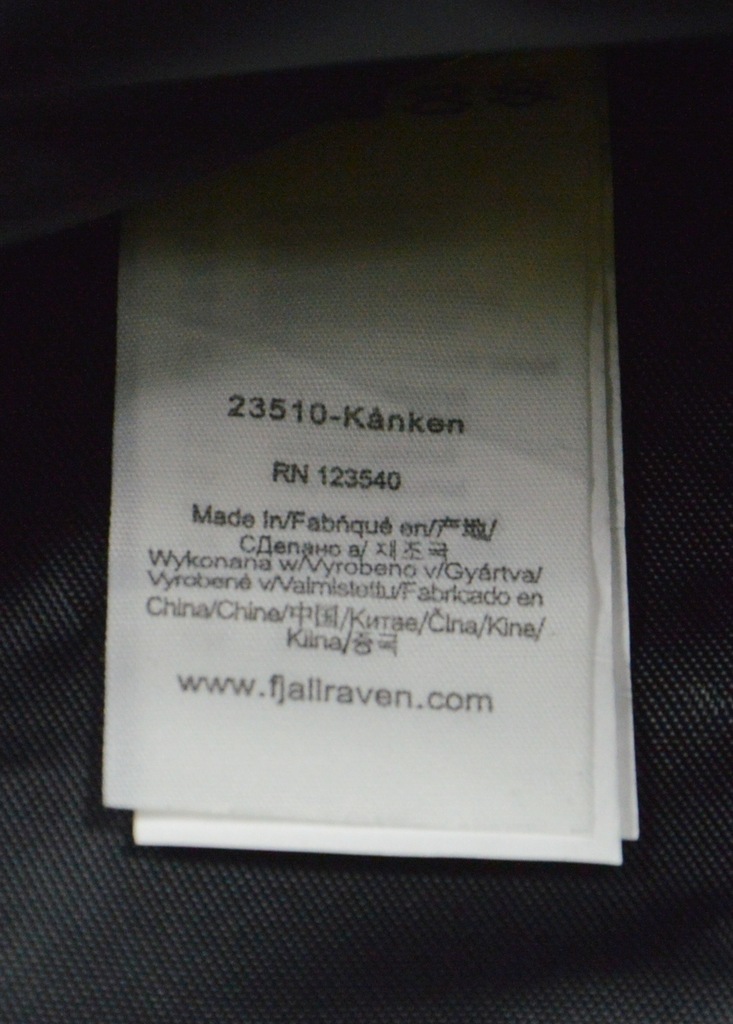 23510-Kånken
RN 123540
Made in/Fabriqué en/产地/
СДелано в/ 제조국
Wykonana w/Vyrobeno v/Gyártva/
Vyrobené v/Valmistettu/Fabricado en
China/Chine/中国/Китае/Čína/Kine/
Kiina/중국
www.fjallraven.com